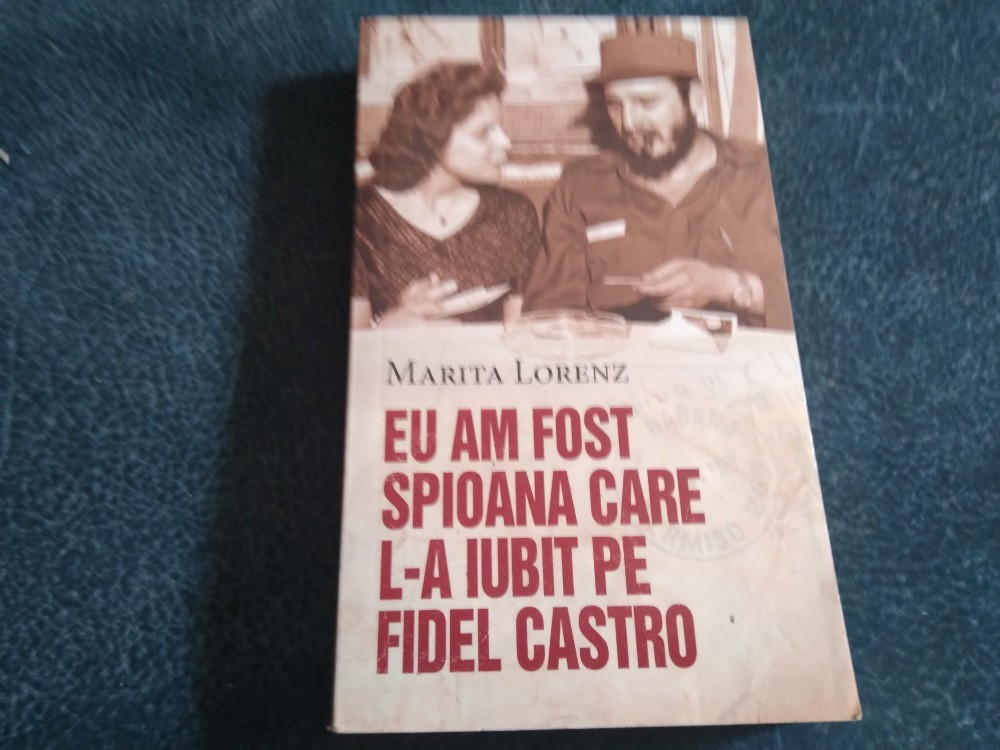 MARITA LORENZ
EU AM FOST
SPIOANA CARE
L-A IUBIT PE
FIDEL CASTRO